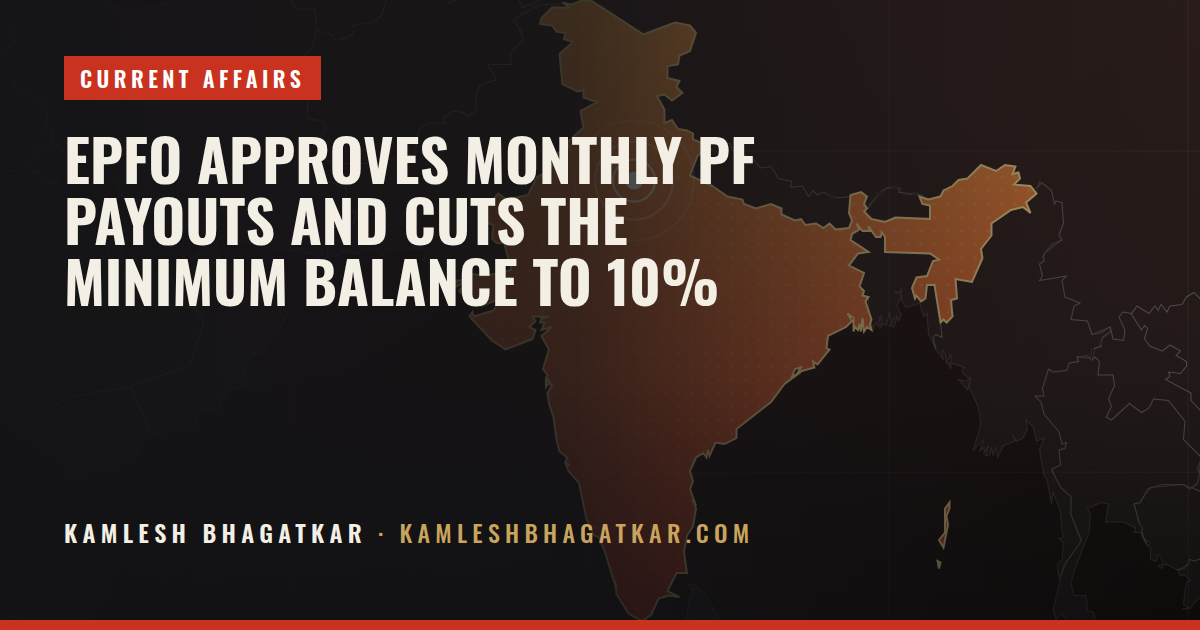 CURRENT AFFAIRS
EPFO APPROVES MONTHLY PF
PAYOUTS AND CUTS THE
MINIMUM BALANCE TO 10%
KAMLESH BHAGATKAR · KAMLESHBHAGATKAR.COM